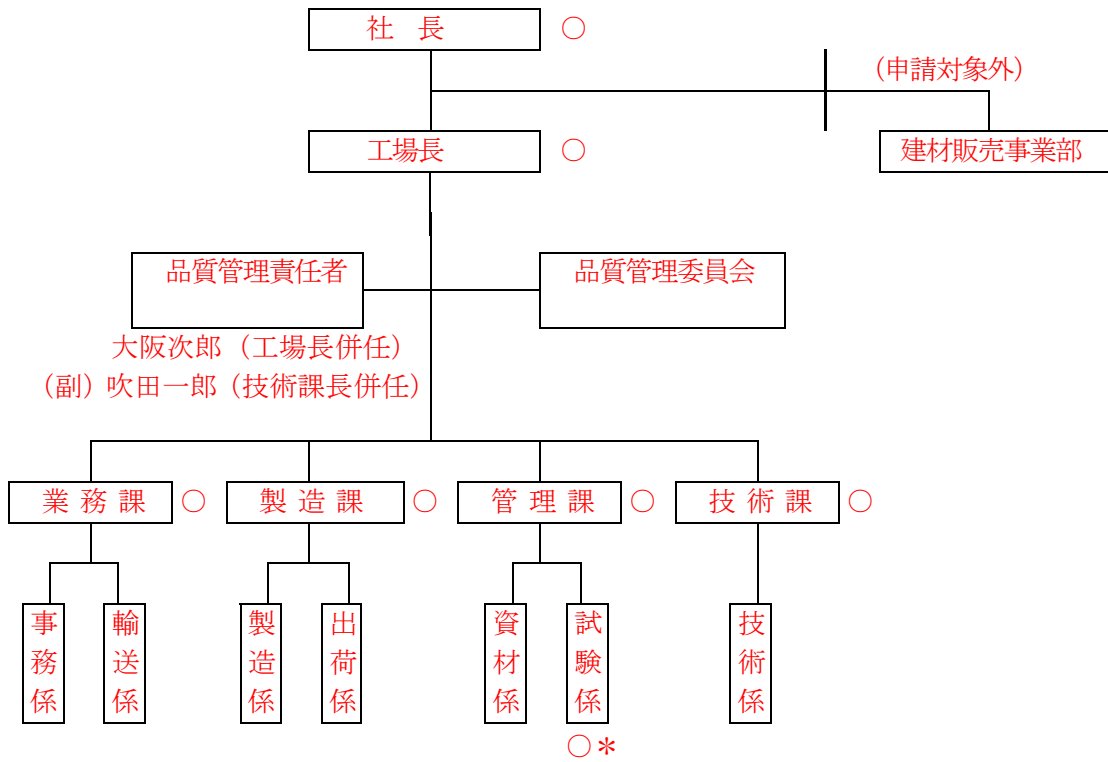 社　長　○
（申請対象外）
工場長　○
建材販売事業部
品質管理責任者
品質管理委員会
大阪次郎（工場長併任）
（副）吹田一郎（技術課長併任）
業 務 課　○
製 造 課　○
管 理 課　○
技 術 課　○
事務係
輸送係
製造係
出荷係
資材係
試験係
技術係
○＊